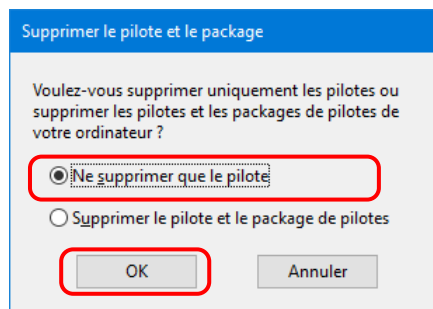 Supprimer le pilote et le package
Voulez-vous supprimer uniquement les pilotes ou
supprimer les pilotes et les packages de pilotes de
votre ordinateur ?
Ne supprimer que le pilote
Supprimer le pilote et le package de pilotes
OK
Annuler